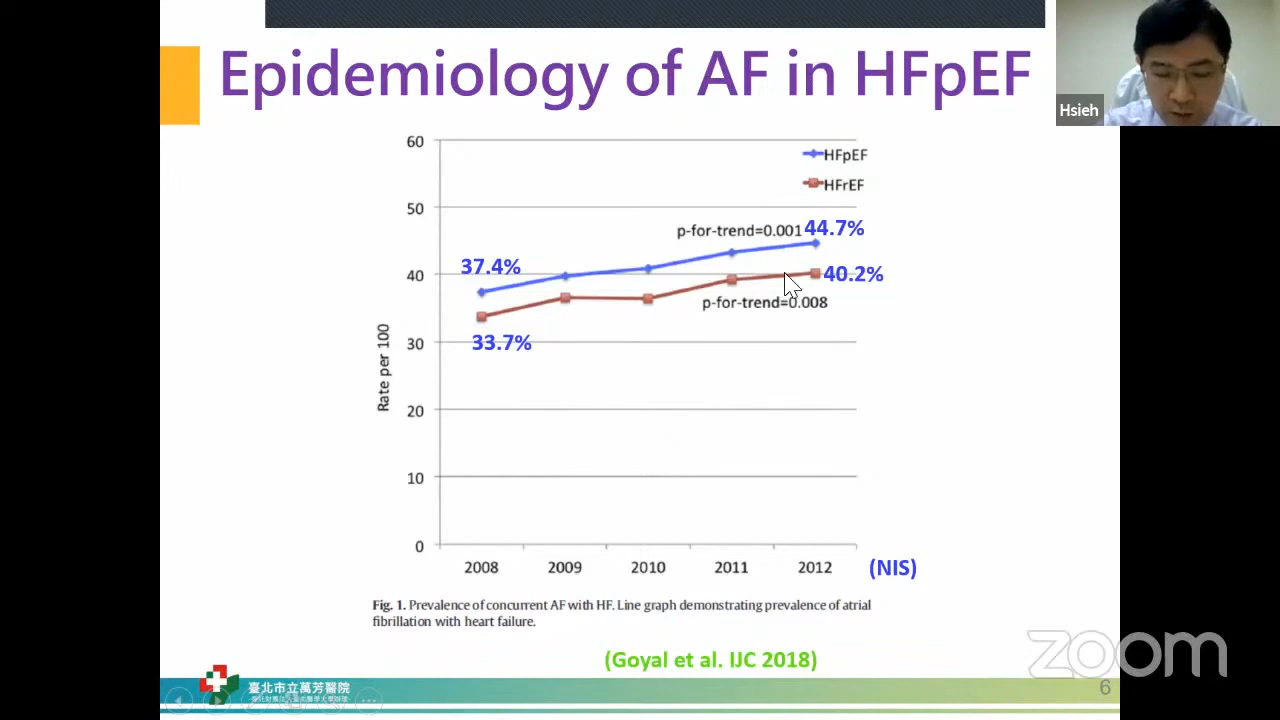 Epidemiology of AF in HFpEF
Hsieh
60
HFpEF
HFrEF
50
p-for-trend=0.001
44.7%
37.4%
40
40.2%
p-for-trend=0.008
33.7%
30
Rate per 100
20
10
0
2008 2009 2010 2011 2012 (NIS)
Fig. 1. Prevalence of concurrent AF with HF. Line graph demonstrating prevalence of atrial
fibrillation with heart failure.
(Goyal et al. IJC 2018)
zoom
臺北市立萬芳醫院
6